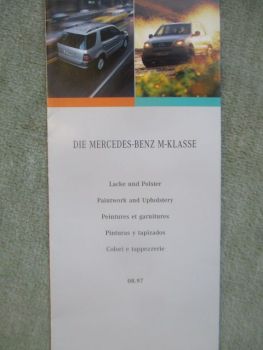 DIE MERCEDES-BENZ M-KLASSE
Lacke und Polster
Paintwork and Upholstery
Peintures et garnitures
Pinturas y tapizados
Colori e tappezzerie
08.97